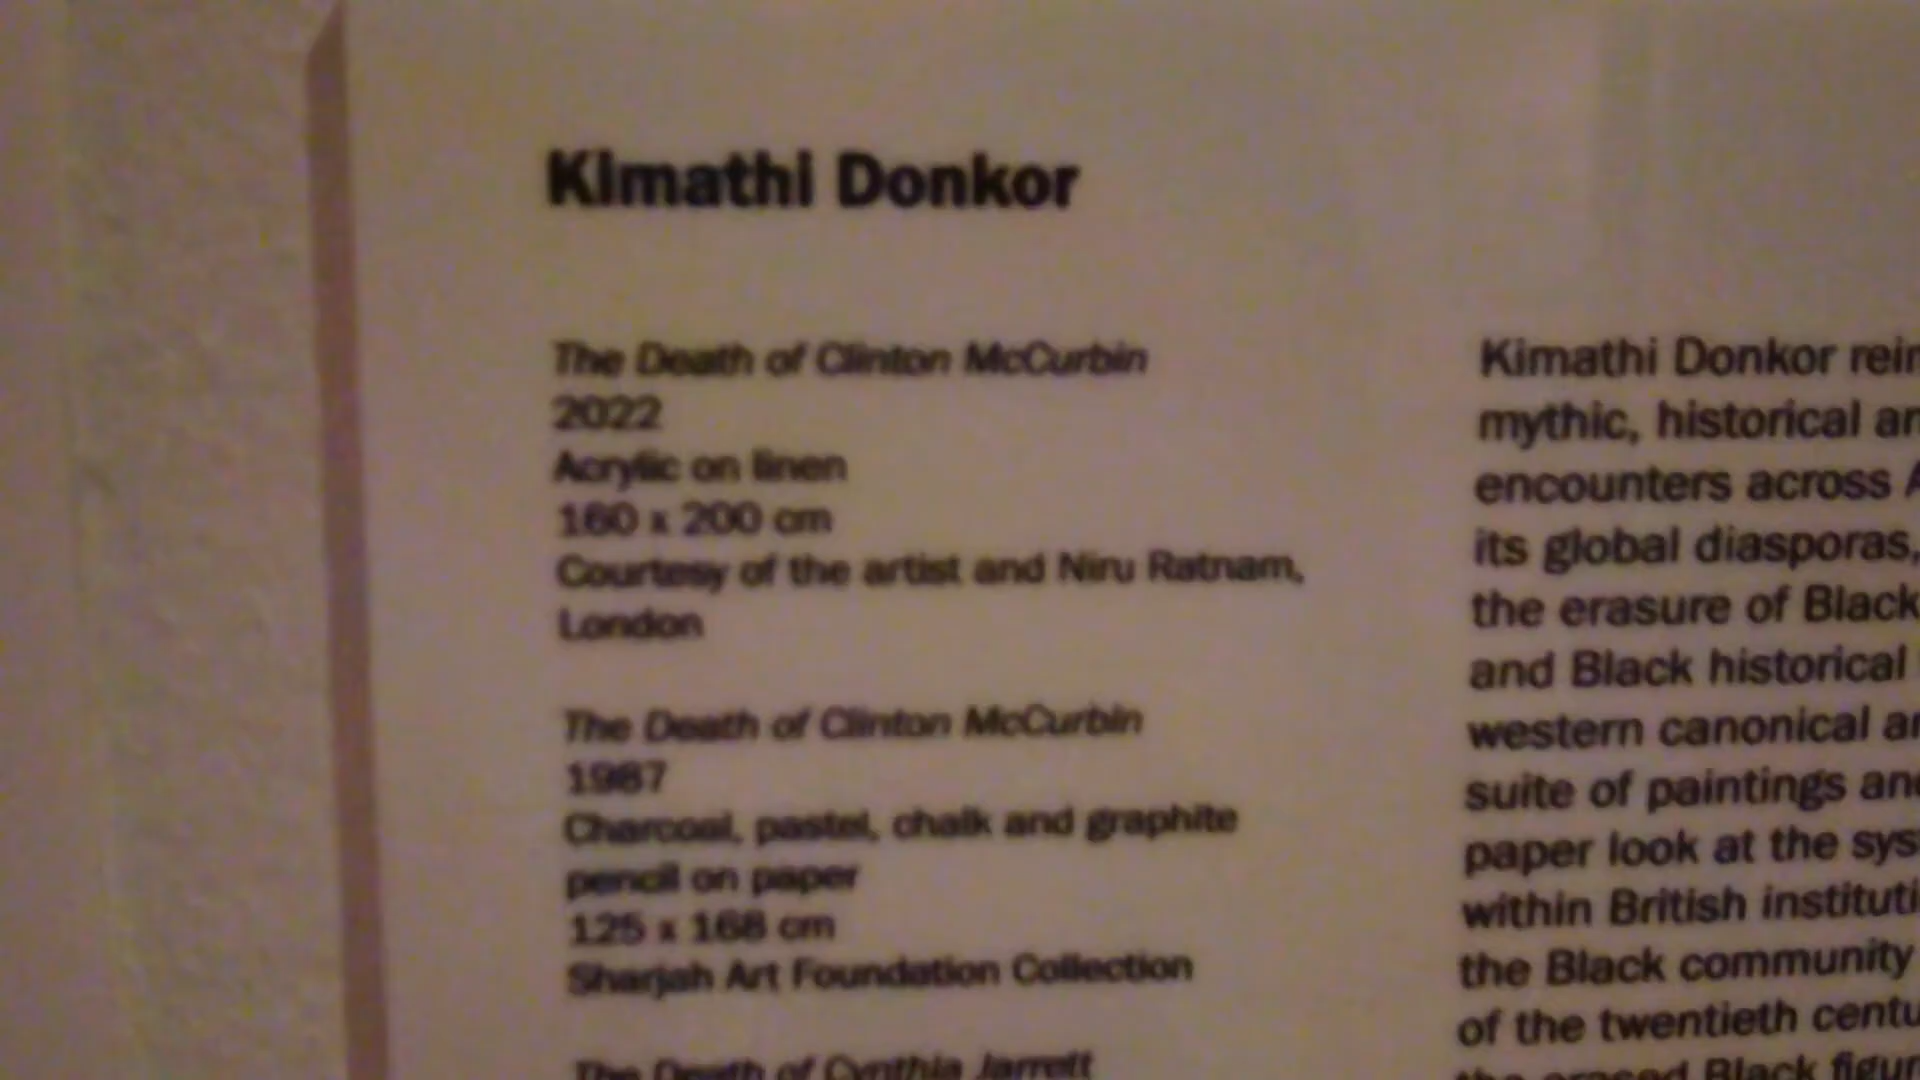 Kimathi Donkor
The Death of Clinton McCurbin
2022
Acrylic on linen
160 x 200 cm
Courtesy of the artist and Niru Ratnam,
London
The Death of Clinton McCurbin
1987
Charcoal, pastel, chalk and graphite
pencil on paper
125 x 168 cm
Sharjah Art Foundation Collection
The Death of Cynthia Jarrett
Kimathi Donkor
mythic, historical
encounters across
its global diasporas,
the erasure of Black
and Black historical
western canonical
suite of paintings
paper look at the
within British
the Black community
of the twentieth
the erased Black